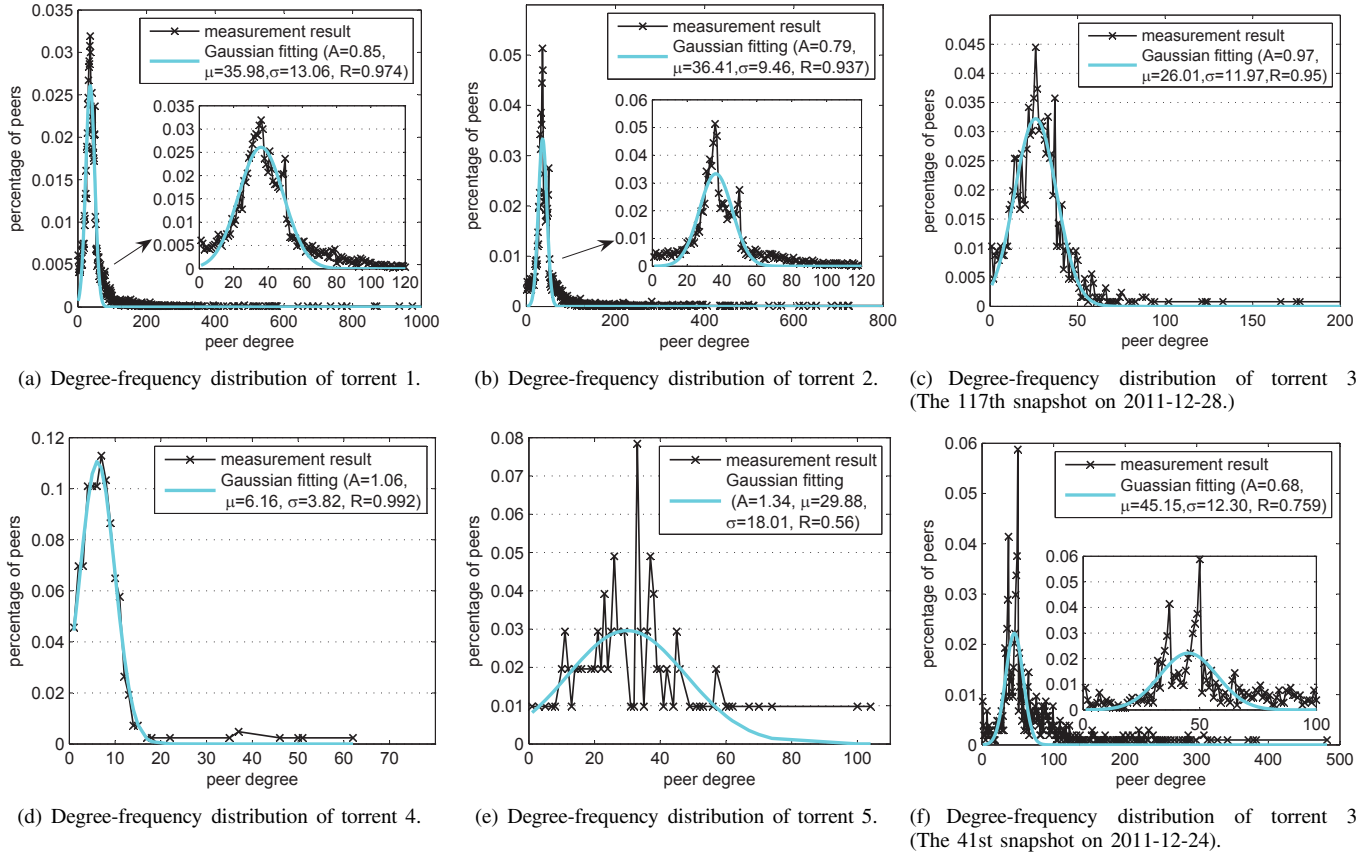 0.035
0.03
0.025
0.02
0.015
0.01
0.005
0
0 200 400 600 800 1000
percentage of peers
peer degree
measurement result
Gaussian fitting (A=0.85,
μ=35.98,σ=13.06, R=0.974)
0.035
0.03
0.025
0.02
0.015
0.01
0.005
0
0 20 40 60 80 100 120
(a) Degree-frequency distribution of torrent 1.
0.06
0.05
0.04
0.03
0.02
0.01
0
0 200 400 600 800
percentage of peers
peer degree
measurement result
Gaussian fitting (A=0.79,
μ=36.41,σ=9.46, R=0.937)
0.06
0.05
0.04
0.03
0.02
0.01
0
0 20 40 60 80 100 120
(b) Degree-frequency distribution of torrent 2.
0.045
0.04
0.035
0.03
0.025
0.02
0.015
0.01
0.005
0
0 50 100 150 200
percentage of peers
peer degree
measurement result
Gaussian fitting (A=0.97,
μ=26.01,σ=11.97,R=0.95)
(c) Degree-frequency distribution of torrent 3
(The 117th snapshot on 2011-12-28.)
0.12
0.1
0.08
0.06
0.04
0.02
0
0 10 20 30 40 50 60 70
percentage of peers
peer degree
measurement result
Gaussian fitting (A=1.06,
μ=6.16, σ=3.82, R=0.992)
(d) Degree-frequency distribution of torrent 4.
0.08
0.07
0.06
0.05
0.04
0.03
0.02
0.01
0
0 20 40 60 80 100
percentage of peers
peer degree
measurement result
Gaussian fitting
(A=1.34, μ=29.88,
σ=18.01, R=0.56)
(e) Degree-frequency distribution of torrent 5.
0.06
0.05
0.04
0.03
0.02
0.01
0
0 100 200 300 400 500
percentage of peers
peer degree
measurement result
Guassian fitting (A=0.68,
μ=45.15,σ=12.30, R=0.759)
0.06
0.05
0.04
0.03
0.02
0.01
0
0 50 100
(f) Degree-frequency distribution of torrent 3
(The 41st snapshot on 2011-12-24).